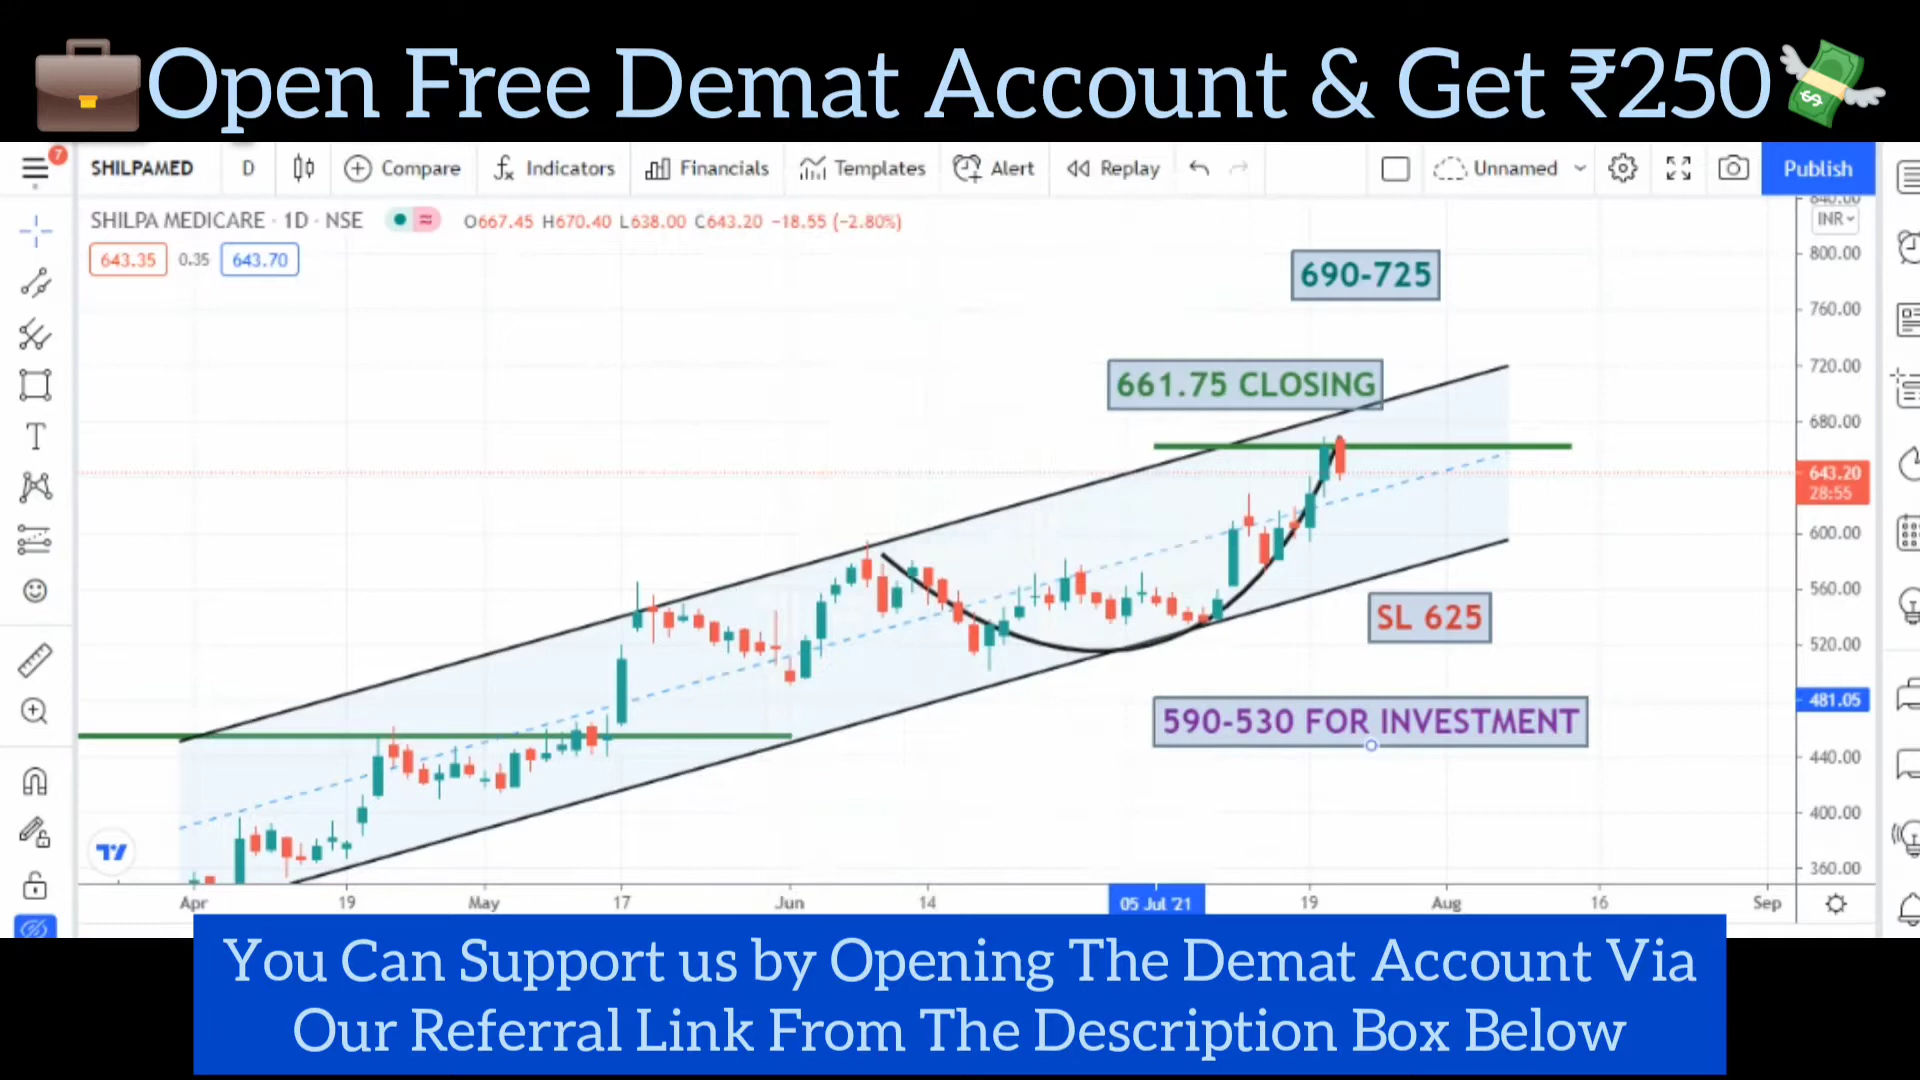 Open Free Demat Account & Get ₹250
7
SHILPAMED D Compare Indicators Financials Templates Alert Replay Unnamed Publish
SHILPA MEDICARE · 1D · NSE O667.45 H670.40 L638.00 C643.20 −18.55 (−2.80%)
INR
643.35 0.35 643.70
800.00
690-725
760.00
720.00
661.75 CLOSING
680.00
643.20
28:55
600.00
560.00
SL 625
520.00
481.05
590-530 FOR INVESTMENT
440.00
400.00
360.00
Apr 19 May 17 Jun 14 05 Jul '21 19 Aug 16 Sep
You Can Support us by Opening The Demat Account Via
Our Referral Link From The Description Box Below